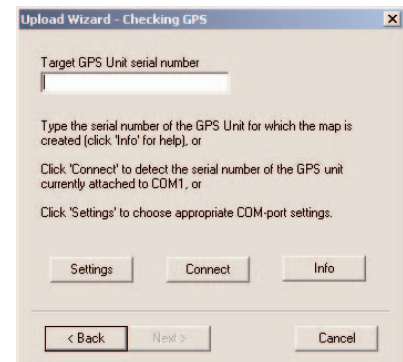 Upload Wizard - Checking GPS
Target GPS Unit serial number
Type the serial number of the GPS Unit for which the map is
created (click 'Info' for help), or
Click 'Connect' to detect the serial number of the GPS unit
currently attached to COM1, or
Click 'Settings' to choose appropriate COM-port settings.
Settings Connect Info
< Back Next > Cancel